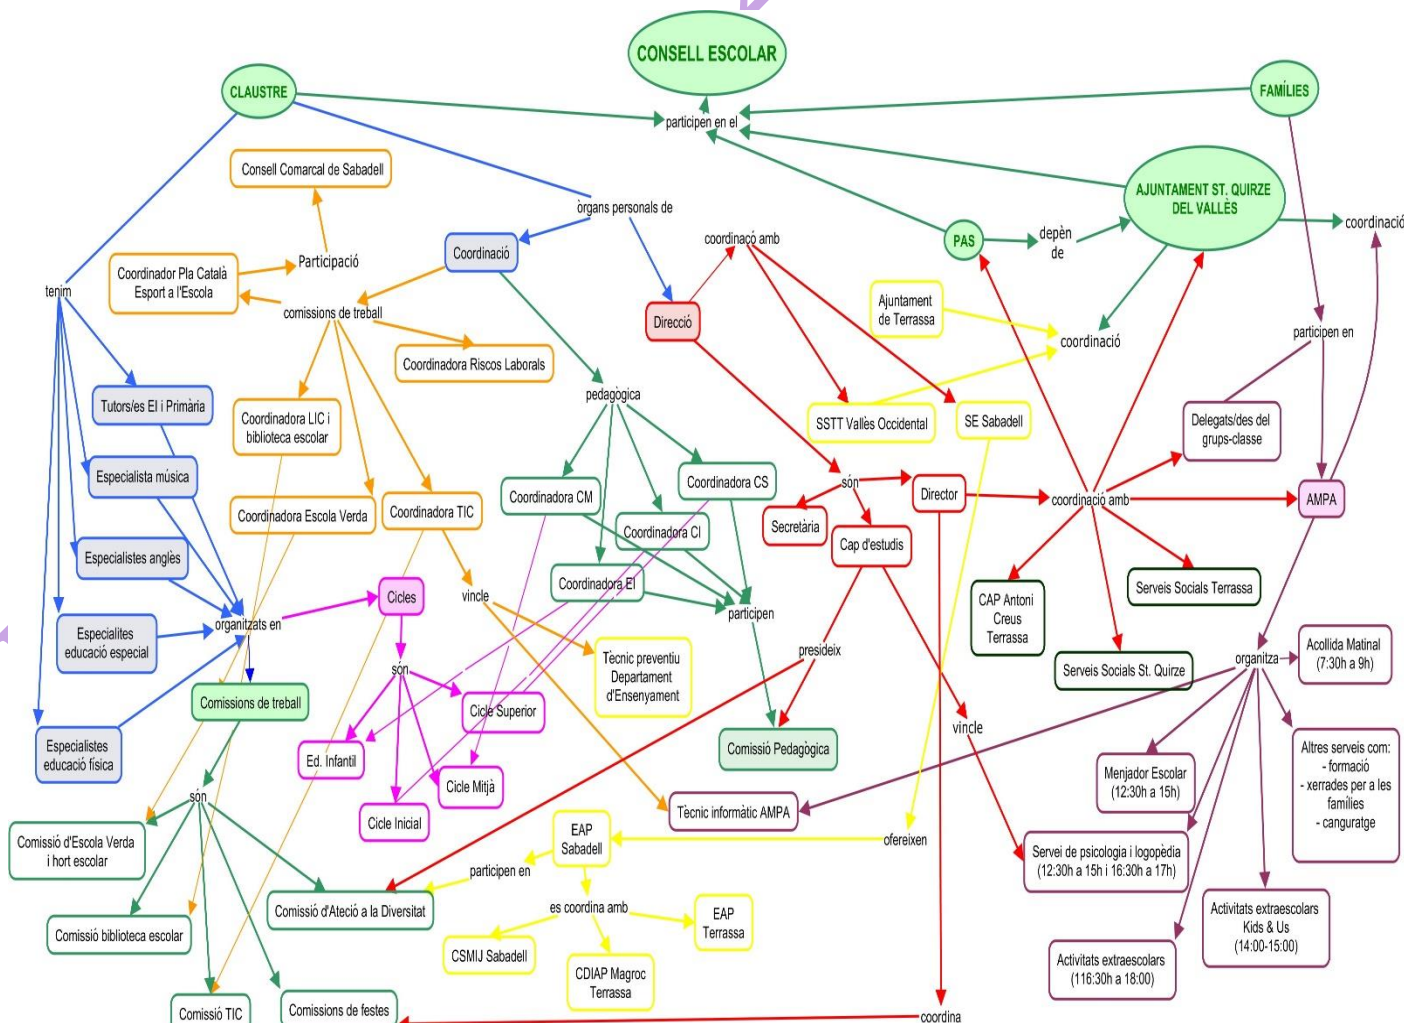 CONSELL ESCOLAR
CLAUSTRE
FAMÍLIES
participen en el
Consell Comarcal de Sabadell
AJUNTAMENT ST. QUIRZE
DEL VALLÈS
òrgans personals de
coordinació
coordinacó amb
PAS
depèn
de
Coordinació
Participació
Coordinador Pla Català
Esport a l'Escola
tenim
comissions de treball
Direcció
Ajuntament
de Terrassa
coordinació
participen en
Coordinadora Riscos Laborals
pedagògica
Tutors/es EI i Primària
Coordinadora LIC i
biblioteca escolar
SSTT Vallès Occidental
SE Sabadell
Delegats/des del
grups-classe
Especialista música
Coordinadora CM
Coordinadora CS
són
Director
coordinació amb
AMPA
Coordinadora Escola Verda
Coordinadora TIC
Secretària
Coordinadora CI
Cap d'estudis
Especialistes anglès
Coordinadora EI
Cicles
vincle
participen
CAP Antoni
Creus
Terrassa
Serveis Socials Terrassa
organitzats en
Especialites
educació especial
són
Tècnic preventiu
Departament
d'Ensenyament
presideix
Serveis Socials St. Quirze
organitza
Acollida Matinal
(7:30h a 9h)
Comissions de treball
Cicle Superior
vincle
Especialistes
educació física
Ed. Infantil
Comissió Pedagògica
Cicle Mitjà
Menjador Escolar
(12:30h a 15h)
Altres serveis com:
- formació
- xerrades per a les
famílies
- canguratge
són
Cicle Inicial
Tècnic informàtic AMPA
EAP
Sabadell
ofereixen
Comissió d'Escola Verda
i hort escolar
Servei de psicologia i logopèdia
(12:30h a 15h i 16:30h a 17h)
participen en
Comissió d'Ateció a la Diversitat
es coordina amb
EAP
Terrassa
Activitats extraescolars
Kids & Us
(14:00-15:00)
Comissió biblioteca escolar
CSMIJ Sabadell
CDIAP Magroc
Terrassa
Activitats extraescolars
(116:30h a 18:00)
Comissió TIC
Comissions de festes
coordina